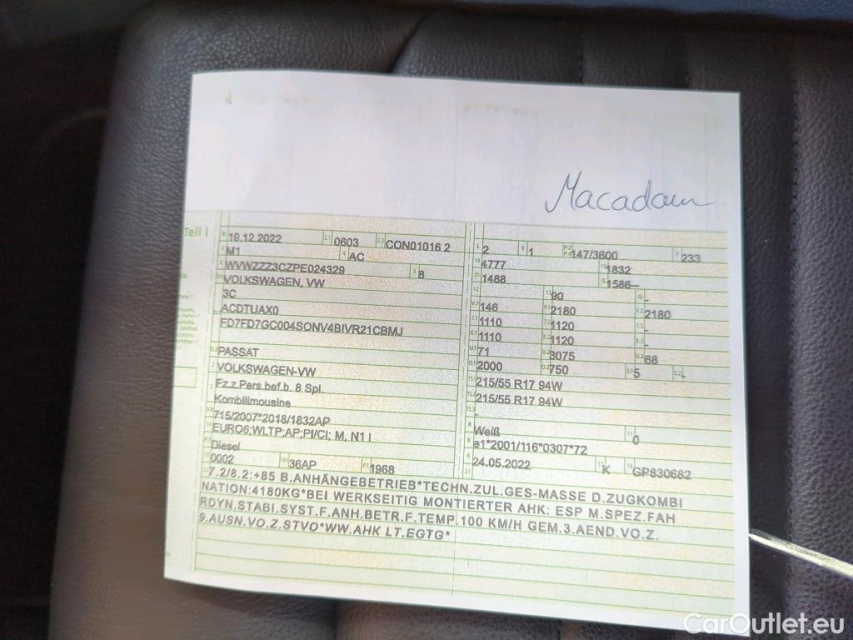 Macadam
Teil I
19.12.2022 0603 CON01016 2
M1 AC
WVWZZZ3CZPE024329 8
VOLKSWAGEN, VW
3C
ACDTUAX0
FD7FD7GC004SONV4BIVR21CBMJ
PASSAT
VOLKSWAGEN-VW
Fz.z.Pers.bef.b. 8 Spl.
Kombilimousine
715/2007*2018/1832AP
EURO6;WLTP;AP;PI/CI; M, N1 I
Diesel
0002 36AP 1968
2 1 147/3600 233
4777 1832
1488 1586—
90 -
146 2180 2180
1110 1120 -
1110 1120 -
71 3075 68
2000 750 5 -
215/55 R17 94W
215/55 R17 94W
-
Weiß 0
e1*2001/116*0307*72
24.05.2022 K GP830682
7.2/8.2:+85 B.ANHÄNGEBETRIEB*TECHN.ZUL.GES-MASSE D.ZUGKOMBI
NATION:4180KG*BEI WERKSEITIG MONTIERTER AHK: ESP M.SPEZ.FAH
RDYN.STABI.SYST.F.ANH.BETR.F.TEMP.100 KM/H GEM.3.AEND.VO.Z.
9.AUSN.VO.Z.STVO*WW.AHK LT.EGTG*
CarOutlet.eu